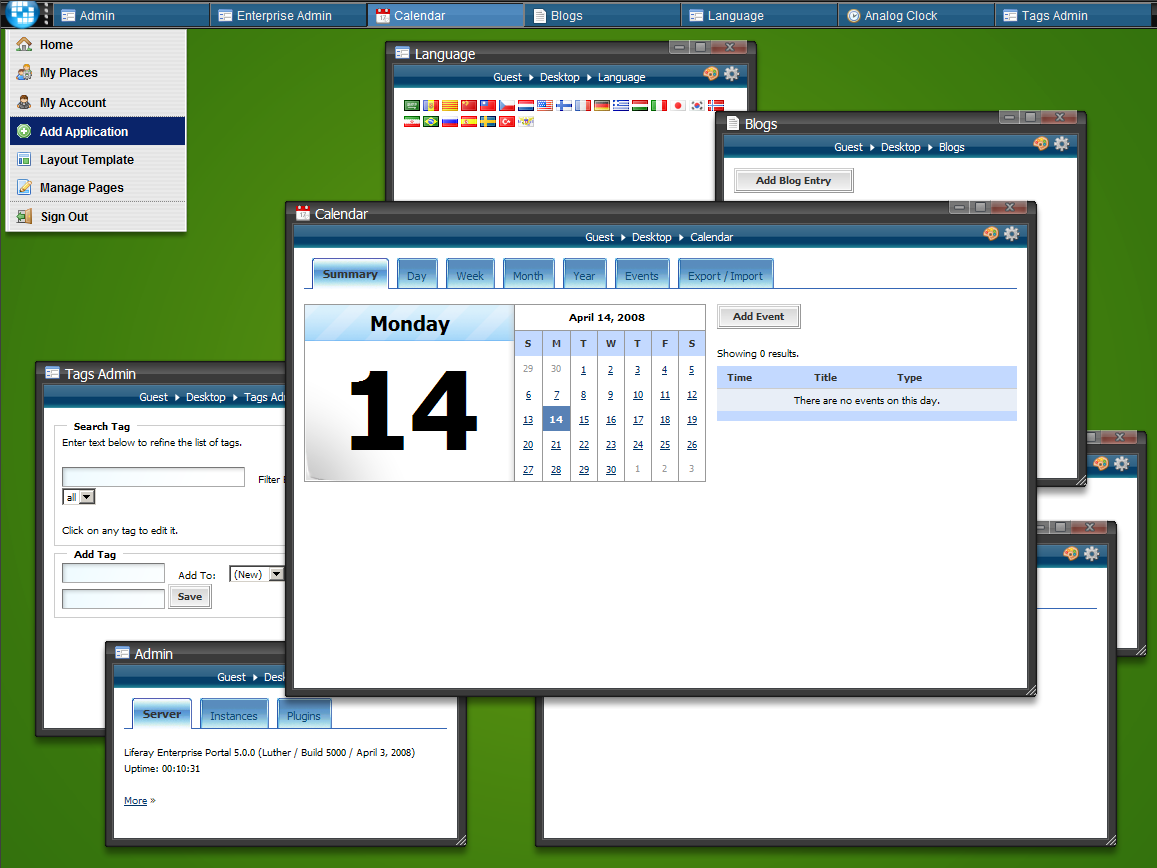 Admin
Enterprise Admin
Calendar
Blogs
Language
Analog Clock
Tags Admin
Home
My Places
My Account
Add Application
Layout Template
Manage Pages
Sign Out
Language
Guest Desktop Language
Blogs
Guest Desktop Blogs
Add Blog Entry
Calendar
Guest Desktop Calendar
Summary Day Week Month Year Events Export / Import
Monday
14
April 14, 2008
S M T W T F S
29 30 1 2 3 4 5
6 7 8 9 10 11 12
13 14 15 16 17 18 19
20 21 22 23 24 25 26
27 28 29 30 1 2 3
Add Event
Showing 0 results.
Time Title Type
There are no events on this day.
Tags Admin
Guest Desktop Tags
Search Tag
Enter text below to refine the list of tags.
Filter
all
Click on any tag to edit it.
Add Tag
Add To: (New)
Save
Admin
Guest
Server Instances Plugins
Liferay Enterprise Portal 5.0.0 (Luther / Build 5000 / April 3, 2008)
Uptime: 00:10:31
More »